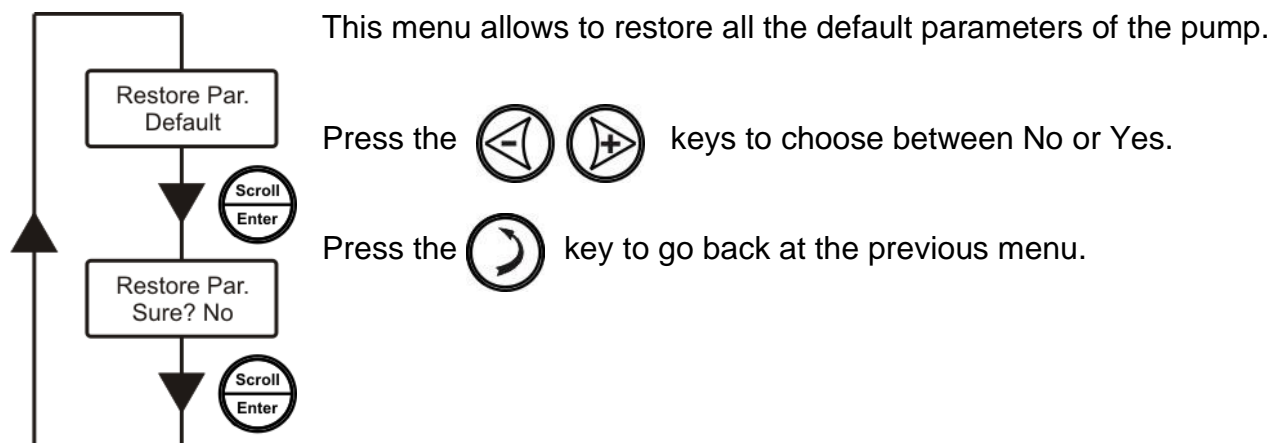 This menu allows to restore all the default parameters of the pump.
Restore Par.
Default
Press the - + keys to choose between No or Yes.
Scroll
Enter
Press the key to go back at the previous menu.
Restore Par.
Sure? No
Scroll
Enter